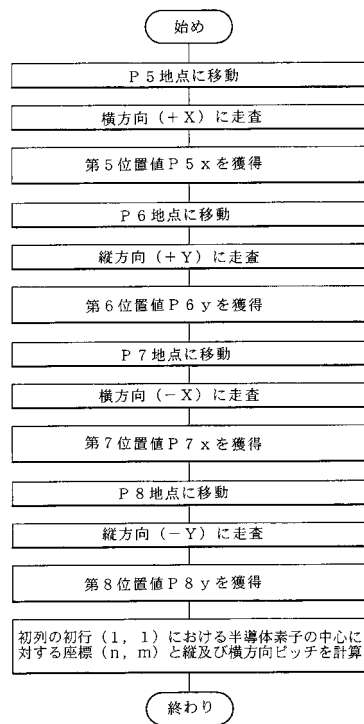 始め
P5地点に移動
横方向(+X)に走査
第5位置値P5xを獲得
P6地点に移動
縦方向(+Y)に走査
第6位置値P6yを獲得
P7地点に移動
横方向(-X)に走査
第7位置値P7xを獲得
P8地点に移動
縦方向(-Y)に走査
第8位置値P8yを獲得
初列の初行(1,1)における半導体素子の中心に
対する座標(n,m)と縦及び横方向ピッチを計算
終わり